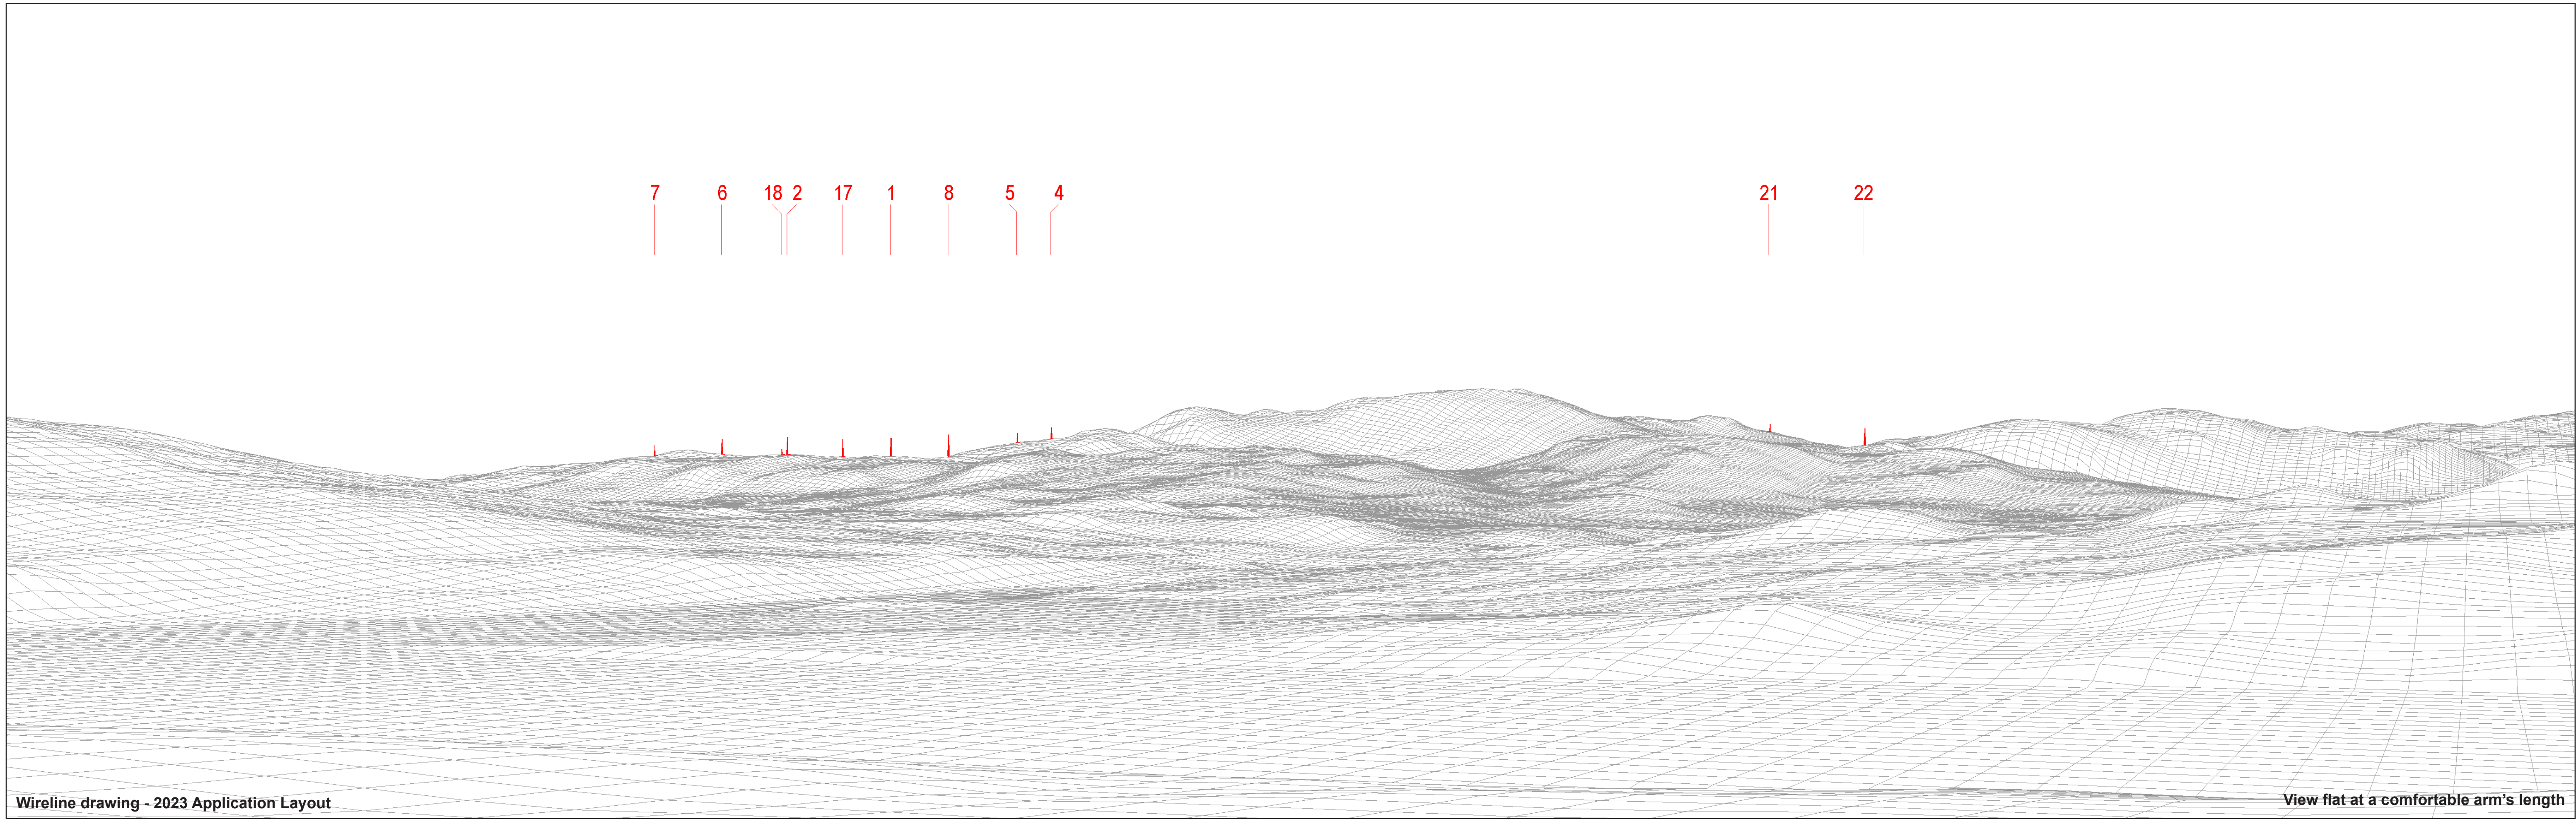 7 6 18 2 17 1 8 5 4 21 22
Wireline drawing - 2023 Application Layout
View flat at a comfortable arm's length